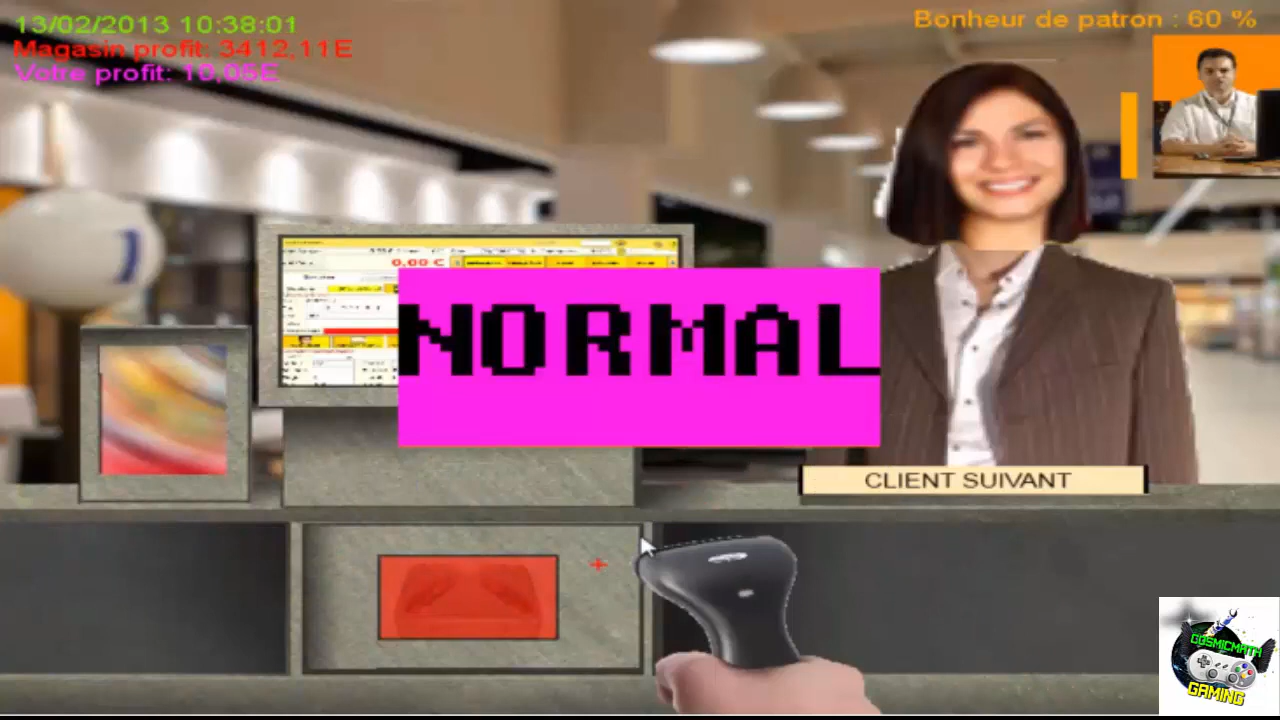 13/02/2013 10:38:01
Magasin profit: 3412,11E
Votre profit: 10,05E
Bonheur de patron : 60 %
0,00 €
NORMAL
CLIENT SUIVANT
COSMICMATH
GAMING